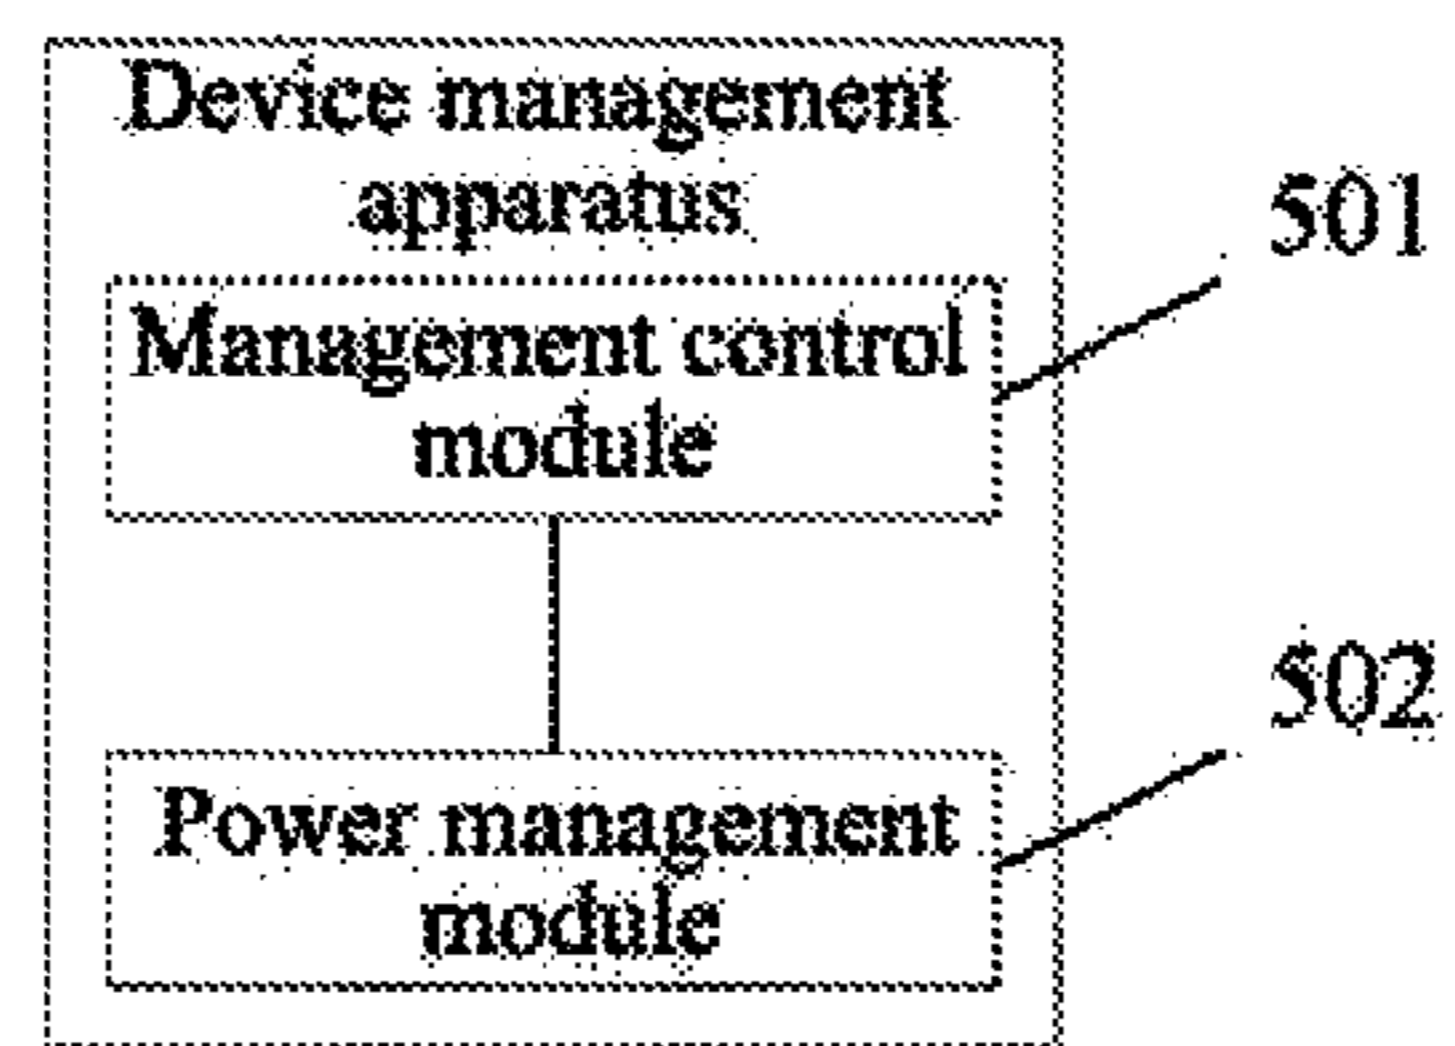 Device management
apparatus
501
Management control
module
502
Power management
module